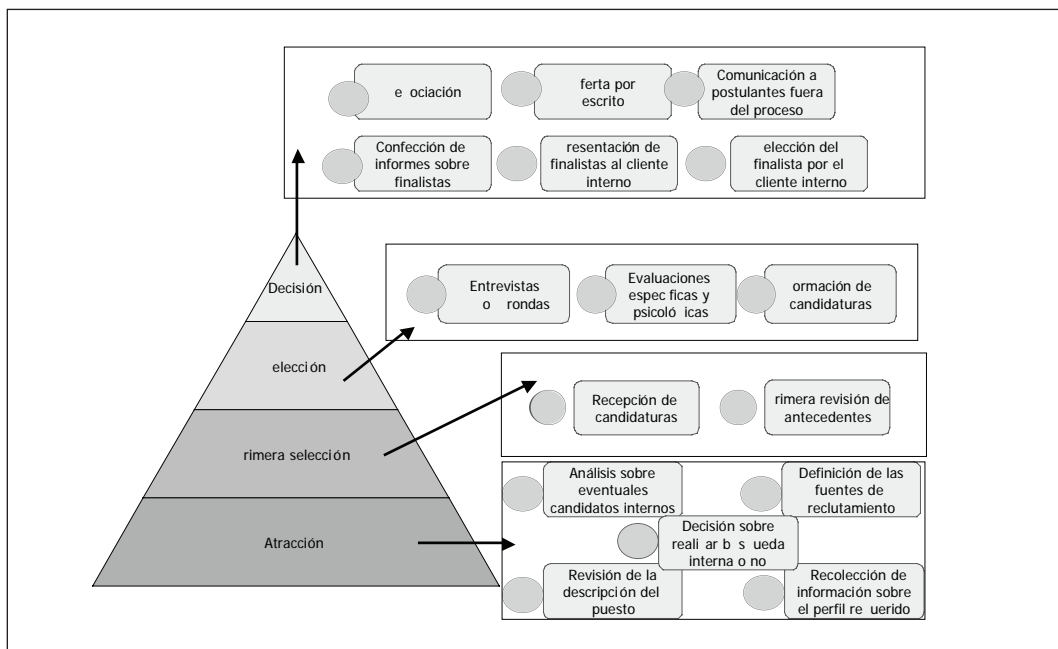 e ociación
ferta por
escrito
Comunicación a
postulantes fuera
del proceso
Confección de
informes sobre
finalistas
resentación de
finalistas al cliente
interno
elección del
finalista por el
cliente interno
Decisión
Entrevistas
o rondas
Evaluaciones
espec ficas y
psicoló icas
ormación de
candidaturas
elección
Recepción de
candidaturas
rimera revisión de
antecedentes
rimera selección
Análisis sobre
eventuales
candidatos internos
Definición de las
fuentes de
reclutamiento
Decisión sobre
reali ar b s ueda
interna o no
Atracción
Revisión de la
descripción del
puesto
Recolección de
información sobre
el perfil re uerido